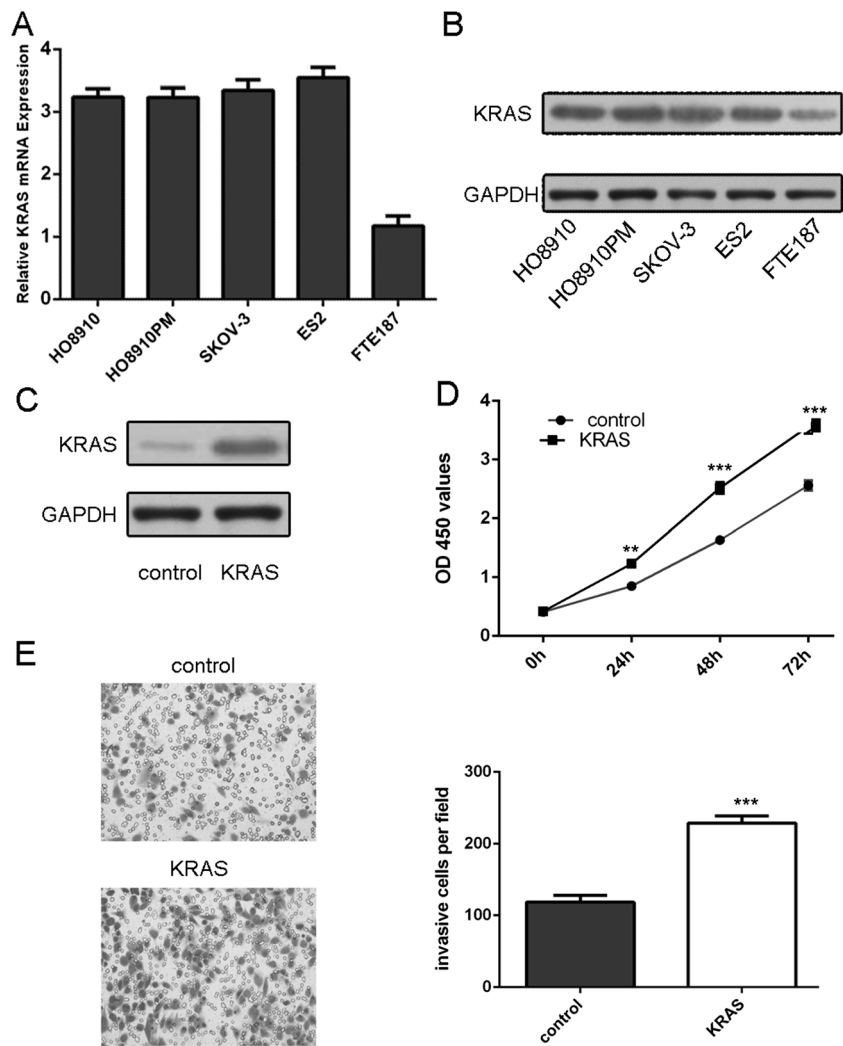 A
Relative KRAS mRNA Expression
4
3
2
1
0
HO8910
HO8910PM
SKOV-3
ES2
FTE187
B
KRAS
GAPDH
HO8910
HO8910PM
SKOV-3
ES2
FTE187
C
KRAS
GAPDH
control KRAS
D
OD 450 values
4
3
2
1
0
control
KRAS
**
***
***
0h
24h
48h
72h
E
control
KRAS
invasive cells per field
300
200
100
0
***
control
KRAS